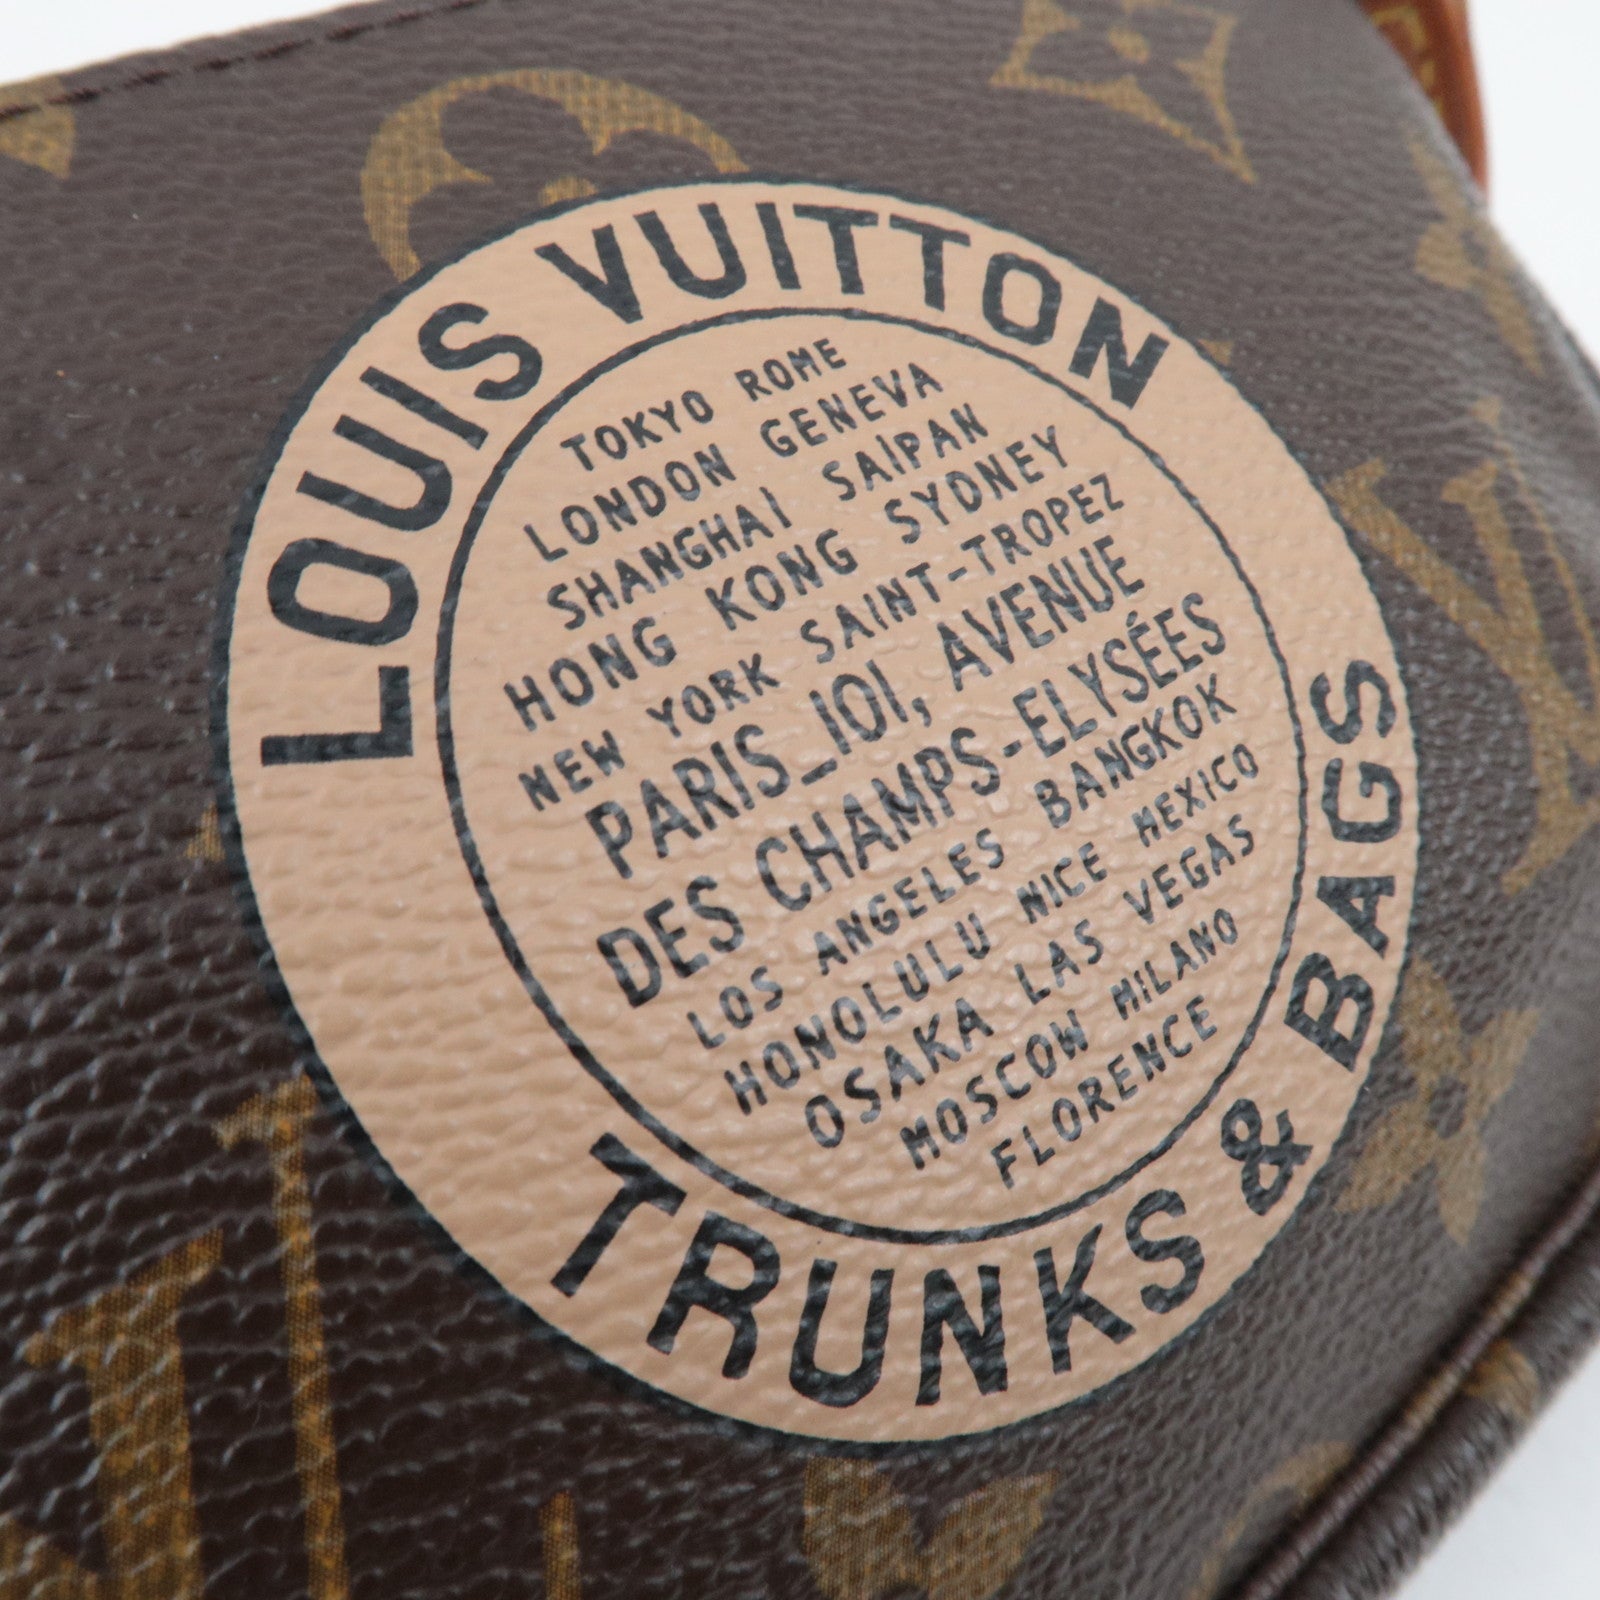 LOUIS VUITTON
TOKYO ROME
LONDON GENEVA
SHANGHAI SAIPAN
HONG KONG SYDNEY
NEW YORK SAINT-TROPEZ
PARIS_101, AVENUE
DES CHAMPS-ELYSÉES
LOS ANGELES BANGKOK
HONOLULU NICE MEXICO
OSAKA LAS VEGAS
MOSCOW MILANO
FLORENCE
TRUNKS & BAGS